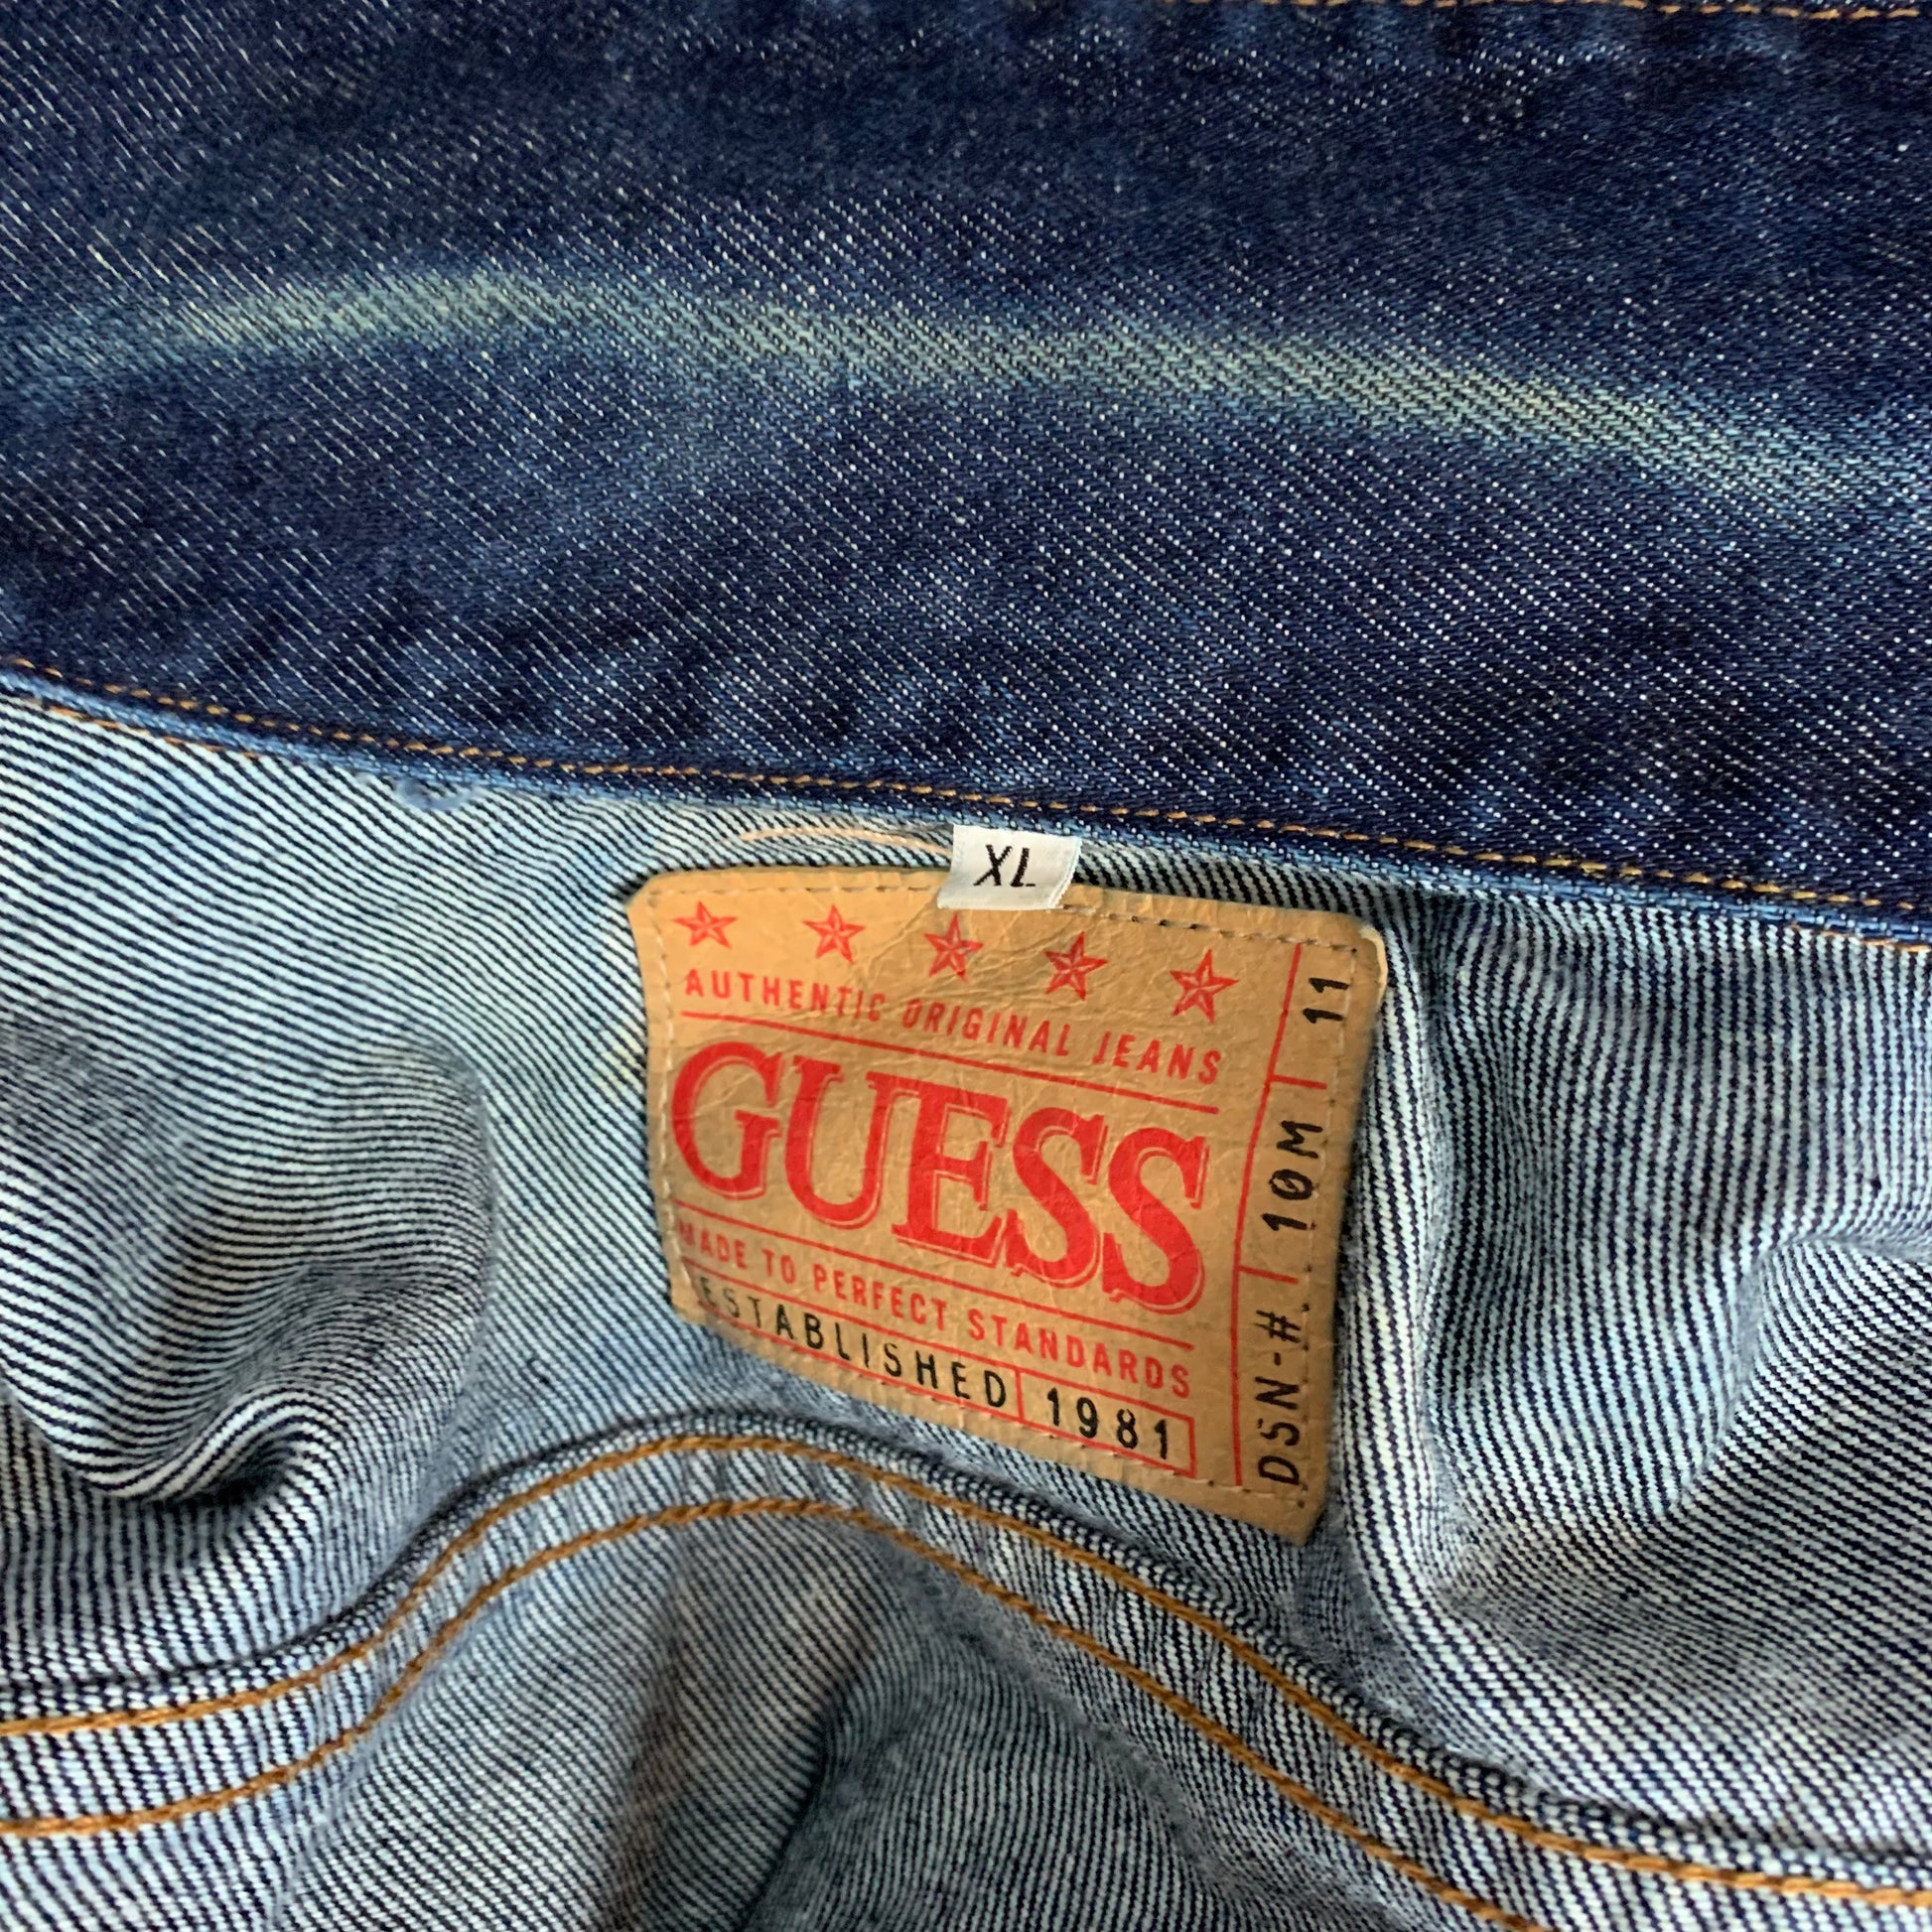 XL
AUTHENTIC ORIGINAL JEANS
GUESS
MADE TO PERFECT STANDARDS
ESTABLISHED 1981
DSN-# 10M 11